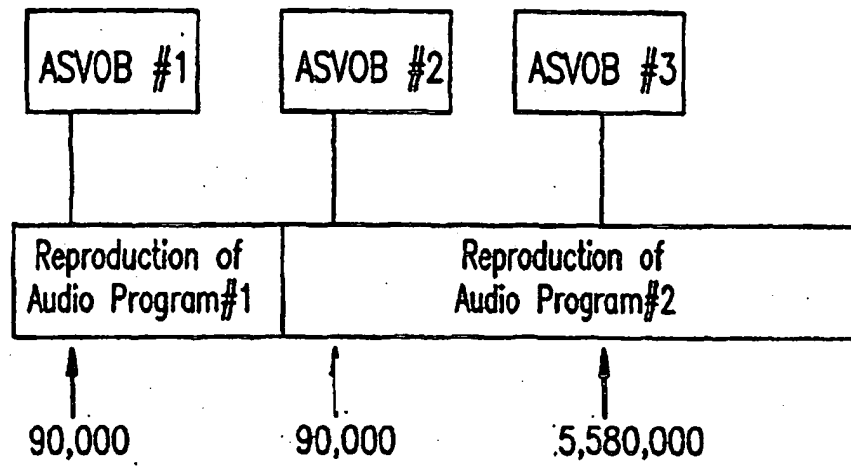 ASVOB #1
ASVOB #2
ASVOB #3
Reproduction of
Audio Program#1
Reproduction of
Audio Program#2
90,000
90,000
5,580,000